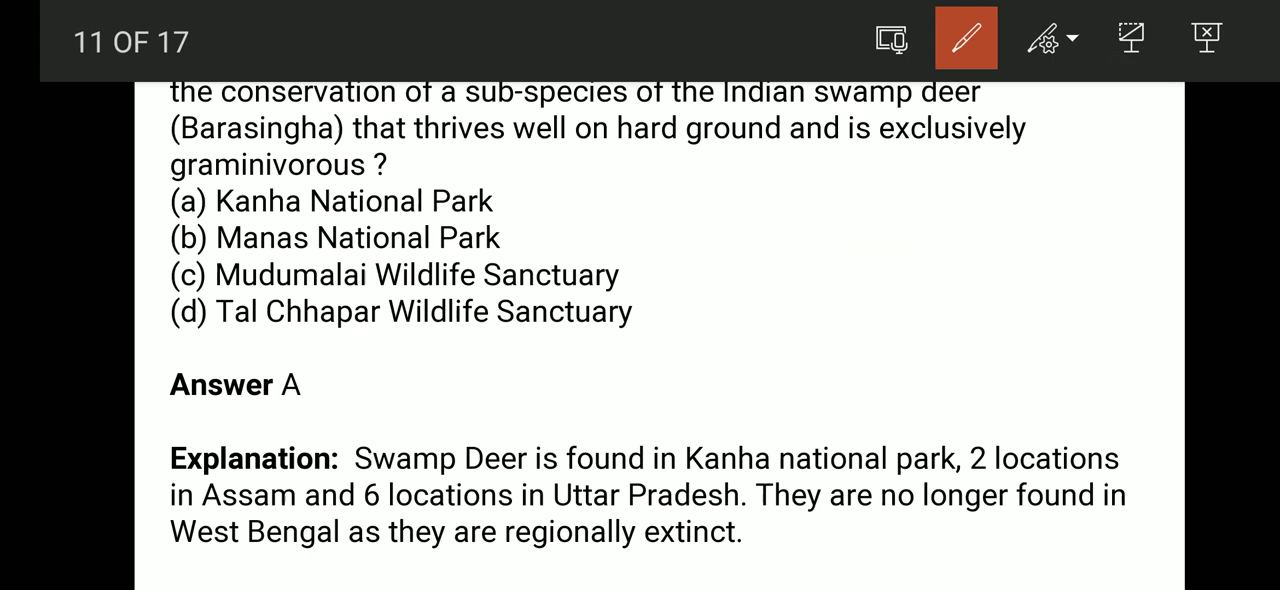 11 OF 17
the conservation of a sub-species of the Indian swamp deer
(Barasingha) that thrives well on hard ground and is exclusively
graminivorous ?
(a) Kanha National Park
(b) Manas National Park
(c) Mudumalai Wildlife Sanctuary
(d) Tal Chhapar Wildlife Sanctuary
Answer A
Explanation:  Swamp Deer is found in Kanha national park, 2 locations
in Assam and 6 locations in Uttar Pradesh. They are no longer found in
West Bengal as they are regionally extinct.